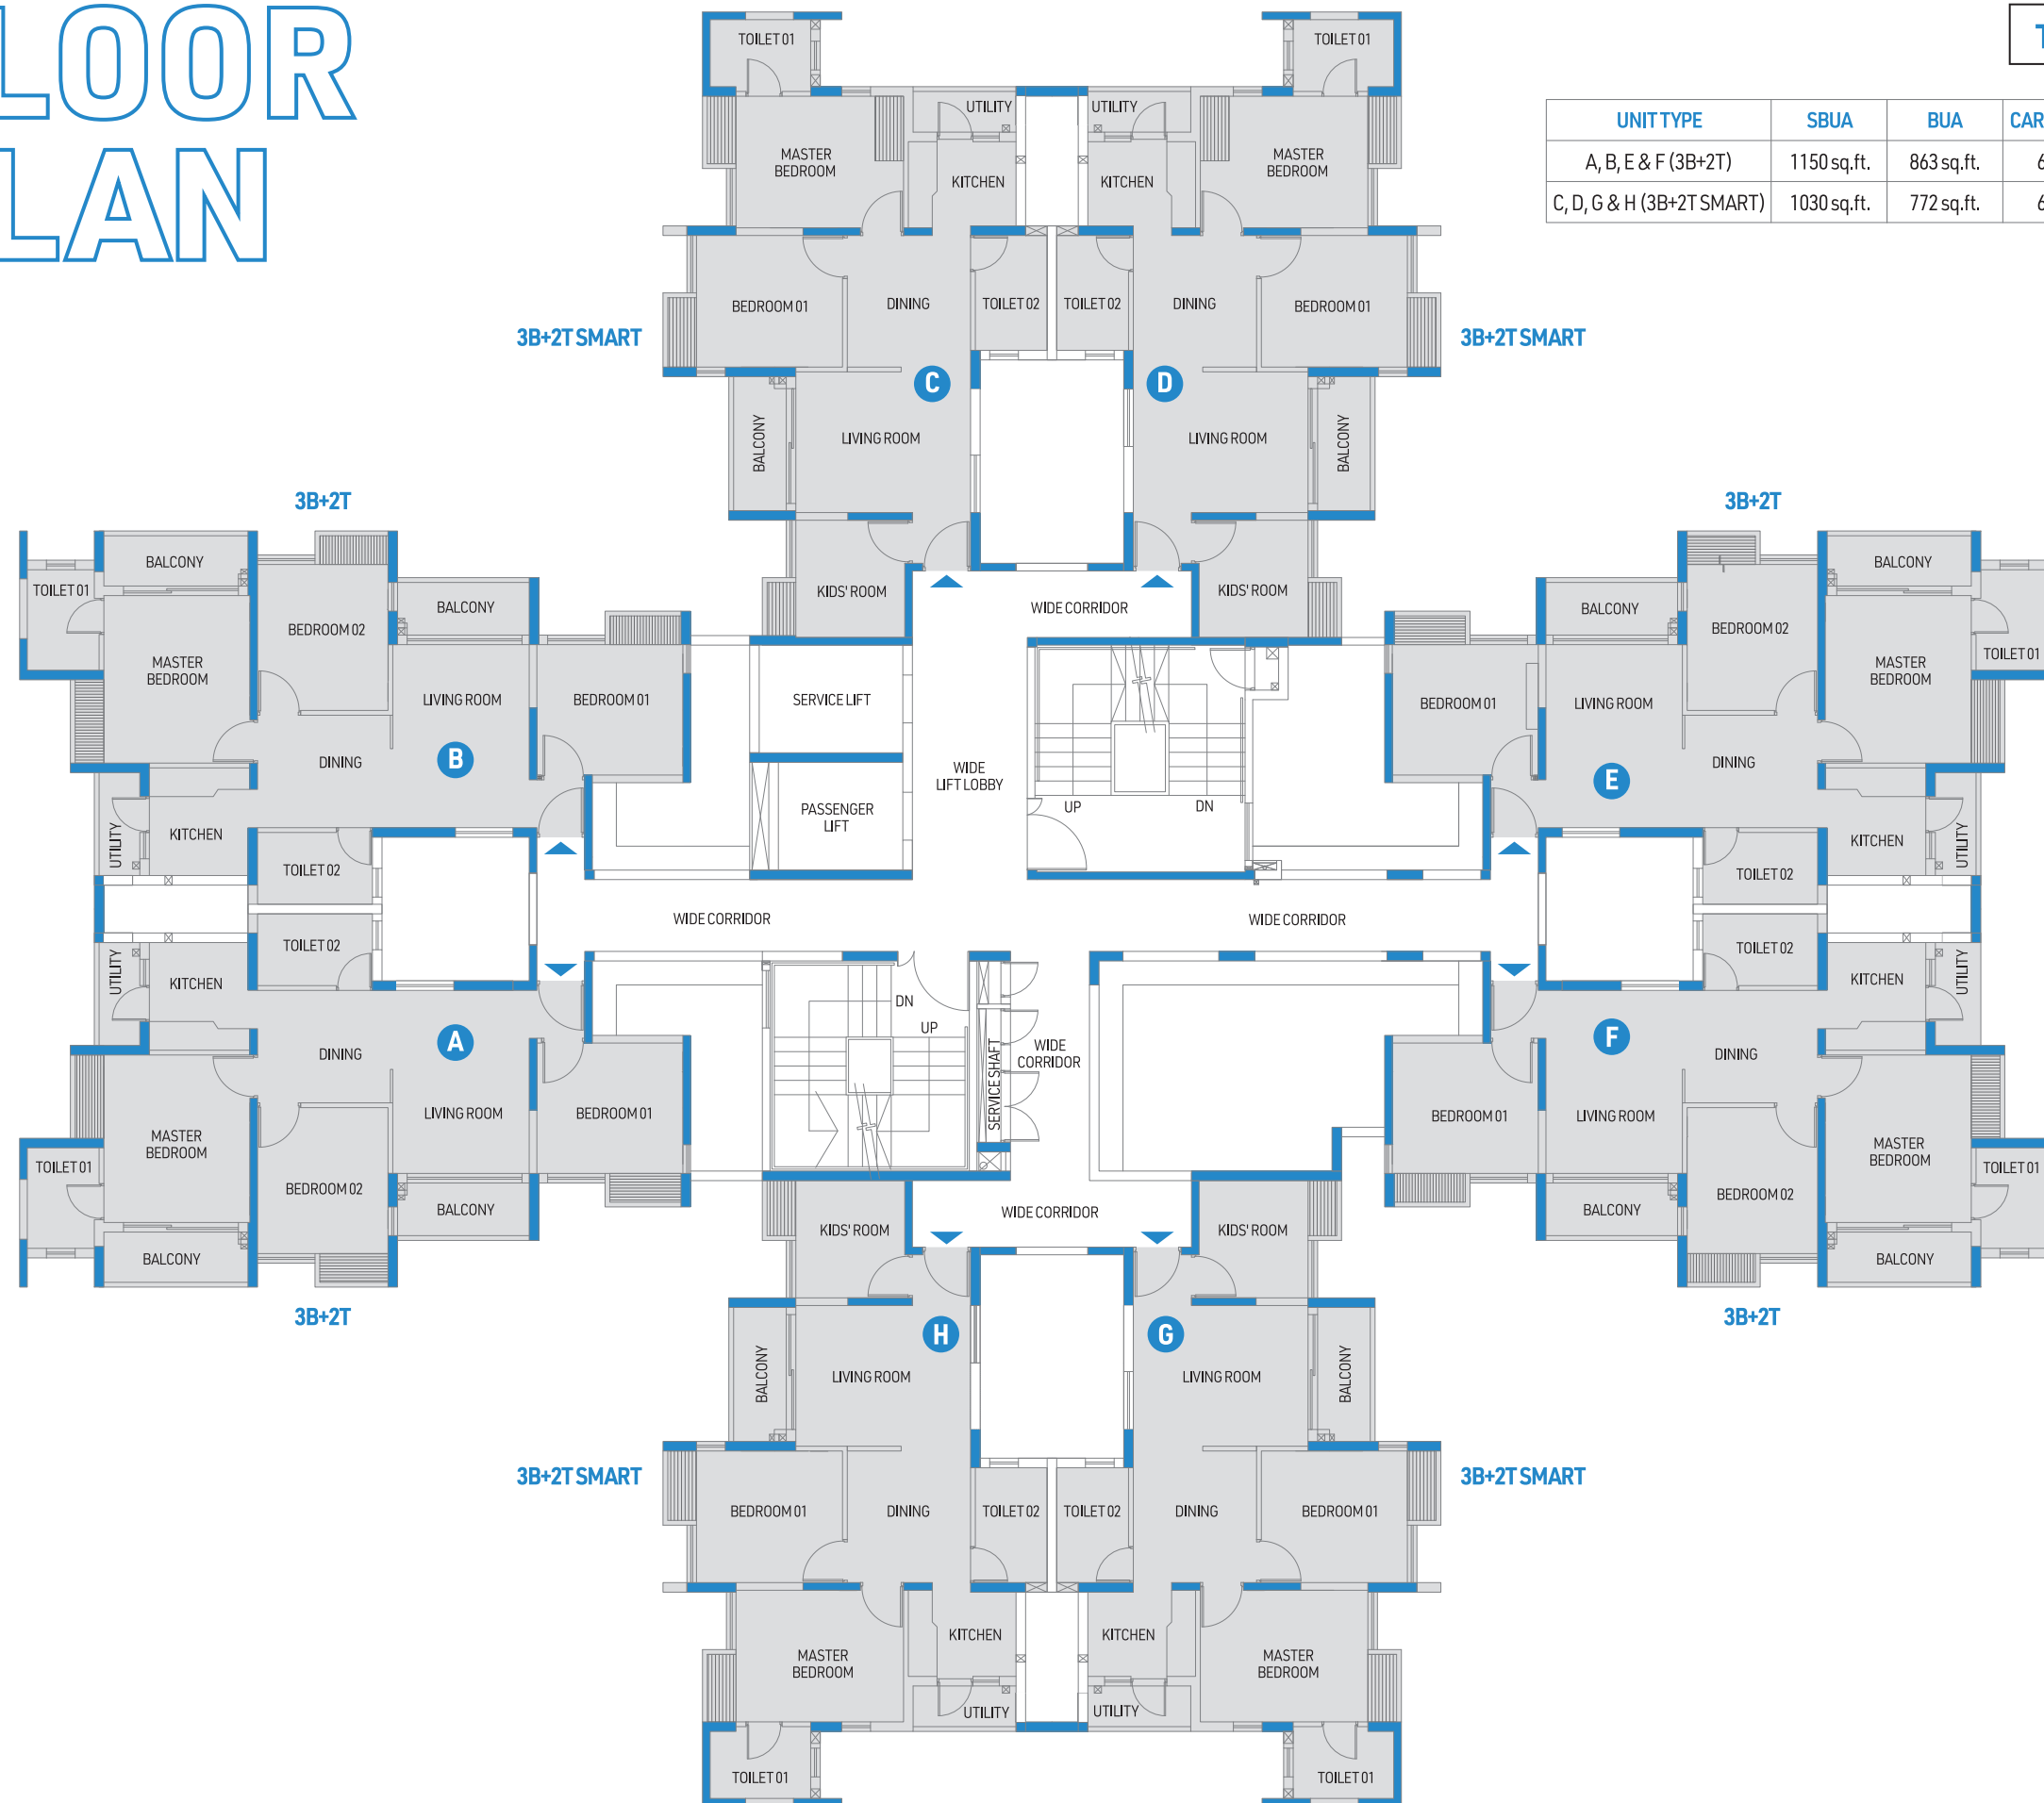 LOOR
LAN
T
UNIT TYPE SBUA BUA CAR
A, B, E & F (3B+2T) 1150 sq.ft. 863 sq.ft. 6
C, D, G & H (3B+2T SMART) 1030 sq.ft. 772 sq.ft. 6
TOILET 01
TOILET 01
UTILITY
UTILITY
MASTER
BEDROOM
KITCHEN
KITCHEN
MASTER
BEDROOM
BEDROOM 01
DINING
TOILET 02
TOILET 02
DINING
BEDROOM 01
3B+2T SMART
3B+2T SMART
C
D
BALCONY
LIVING ROOM
LIVING ROOM
BALCONY
KIDS' ROOM
KIDS' ROOM
WIDE CORRIDOR
3B+2T
BALCONY
TOILET 01
BEDROOM 02
BALCONY
MASTER
BEDROOM
LIVING ROOM
BEDROOM 01
DINING
B
UTILITY
KITCHEN
TOILET 02
SERVICE LIFT
PASSENGER
LIFT
WIDE
LIFT LOBBY
UP
DN
3B+2T
BALCONY
BALCONY
BEDROOM 02
MASTER
BEDROOM
TOILET 01
BEDROOM 01
LIVING ROOM
DINING
E
KITCHEN
UTILITY
TOILET 02
WIDE CORRIDOR
WIDE CORRIDOR
TOILET 02
UTILITY
KITCHEN
A
DINING
LIVING ROOM
BEDROOM 01
MASTER
BEDROOM
TOILET 01
BEDROOM 02
BALCONY
BALCONY
3B+2T
DN
UP
SERVICE SHAFT
WIDE
CORRIDOR
TOILET 02
KITCHEN
UTILITY
F
DINING
BEDROOM 01
LIVING ROOM
MASTER
BEDROOM
TOILET 01
BEDROOM 02
BALCONY
BALCONY
3B+2T
WIDE CORRIDOR
KIDS' ROOM
KIDS' ROOM
H
G
BALCONY
LIVING ROOM
LIVING ROOM
BALCONY
3B+2T SMART
3B+2T SMART
BEDROOM 01
DINING
TOILET 02
TOILET 02
DINING
BEDROOM 01
MASTER
BEDROOM
KITCHEN
KITCHEN
MASTER
BEDROOM
UTILITY
UTILITY
TOILET 01
TOILET 01